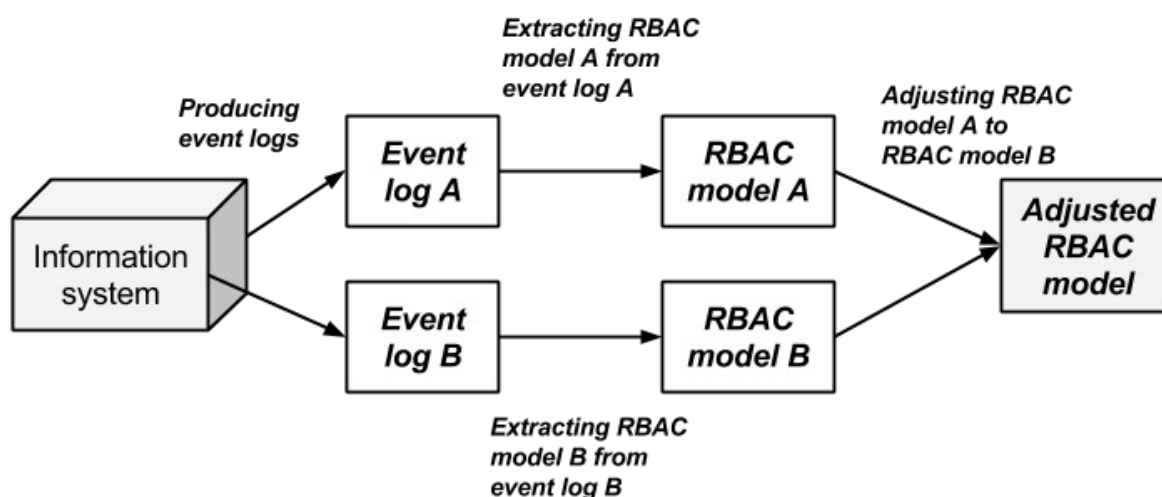 Extracting RBAC
model A from
event log A
Producing
event logs
Adjusting RBAC
model A to
RBAC model B
Event
log A
RBAC
model A
Information
system
Adjusted
RBAC
model
Event
log B
RBAC
model B
Extracting RBAC
model B from
event log B